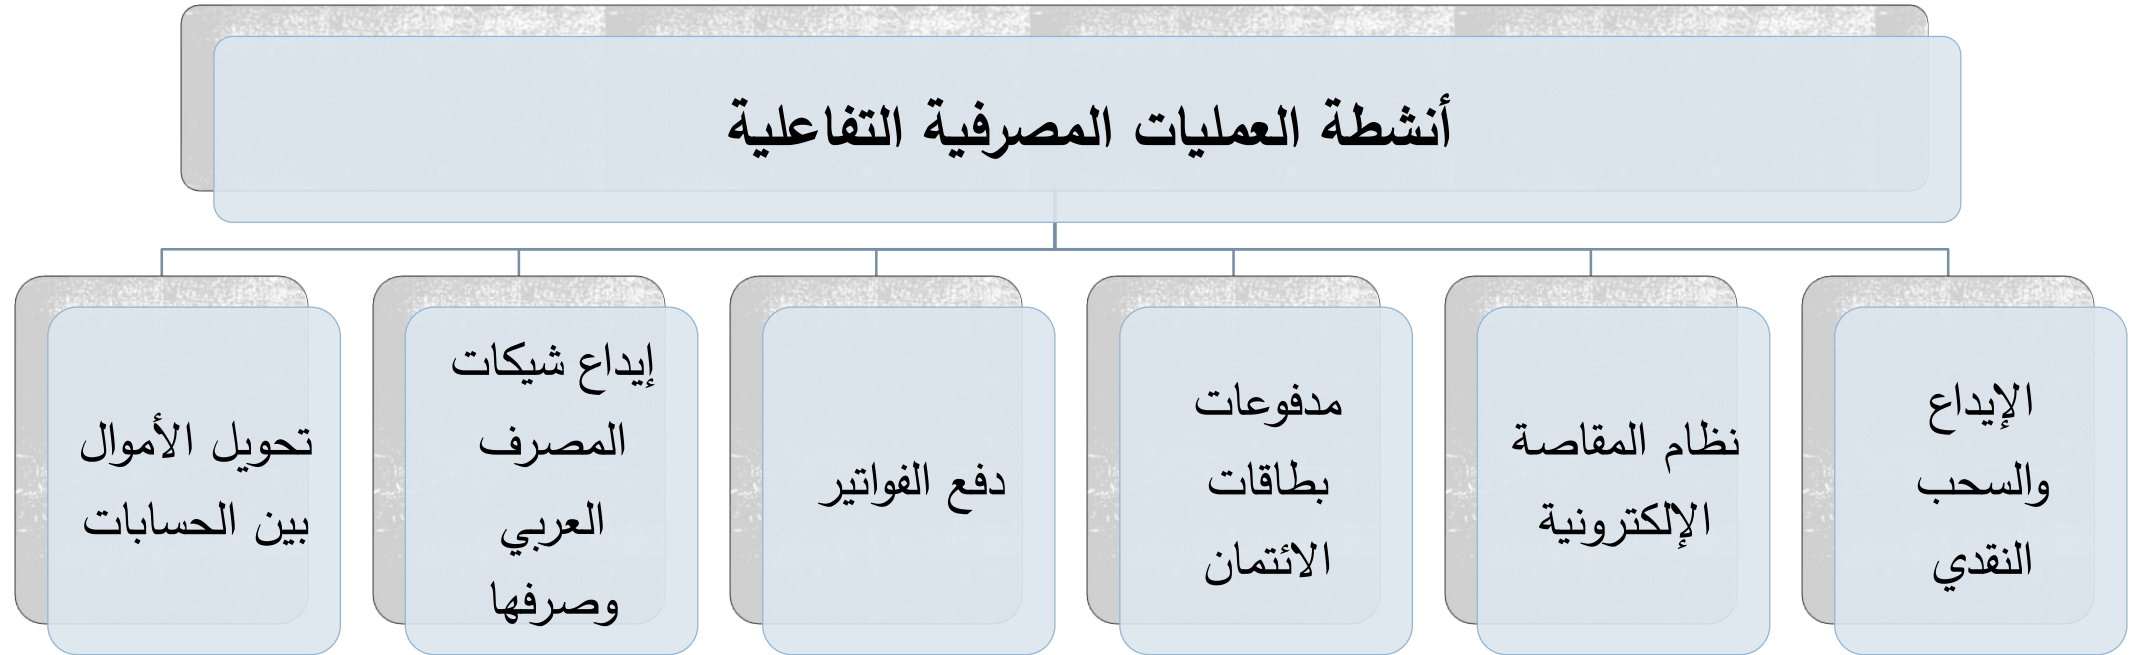 أنشطة العمليات المصرفية التفاعلية
الإيداع
والسحب
النقدي
نظام المقاصة
الإلكترونية
مدفوعات
بطاقات
الائتمان
دفع الفواتير
إيداع شيكات
المصرف
العربي
وصرفها
تحويل الأموال
بين الحسابات